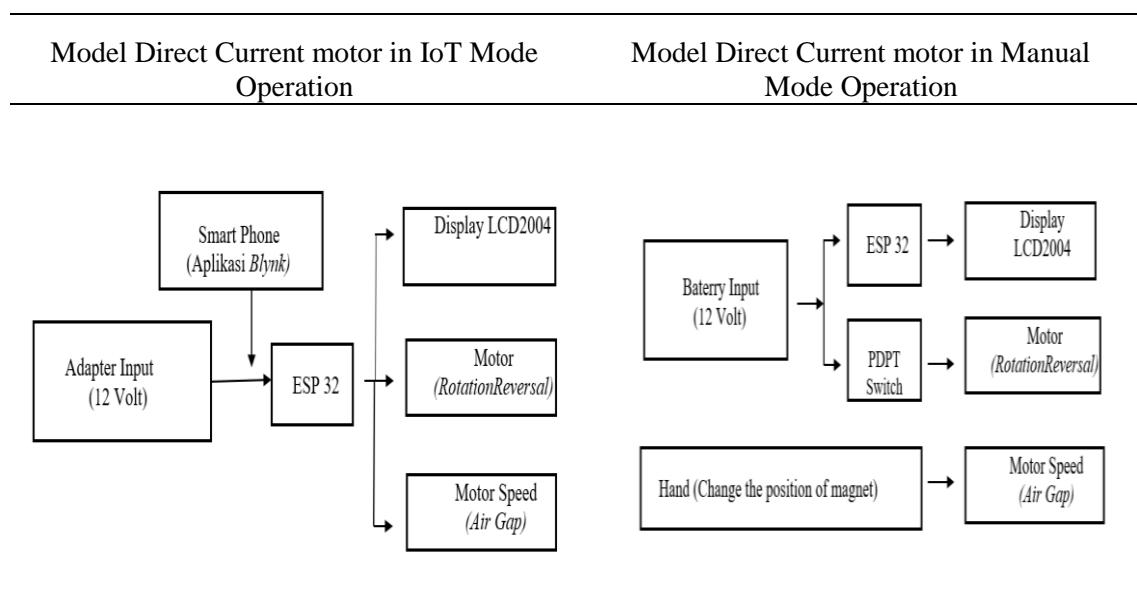 Model Direct Current motor in IoT Mode
Operation
Model Direct Current motor in Manual
Mode Operation
Smart Phone
(Aplikasi Blynk)
Adapter Input
(12 Volt)
ESP 32
Display LCD2004
Motor
(RotationReversal)
Motor Speed
(Air Gap)
Baterry Input
(12 Volt)
ESP 32
Display
LCD2004
PDPT
Switch
Motor
(RotationReversal)
Hand (Change the position of magnet)
Motor Speed
(Air Gap)